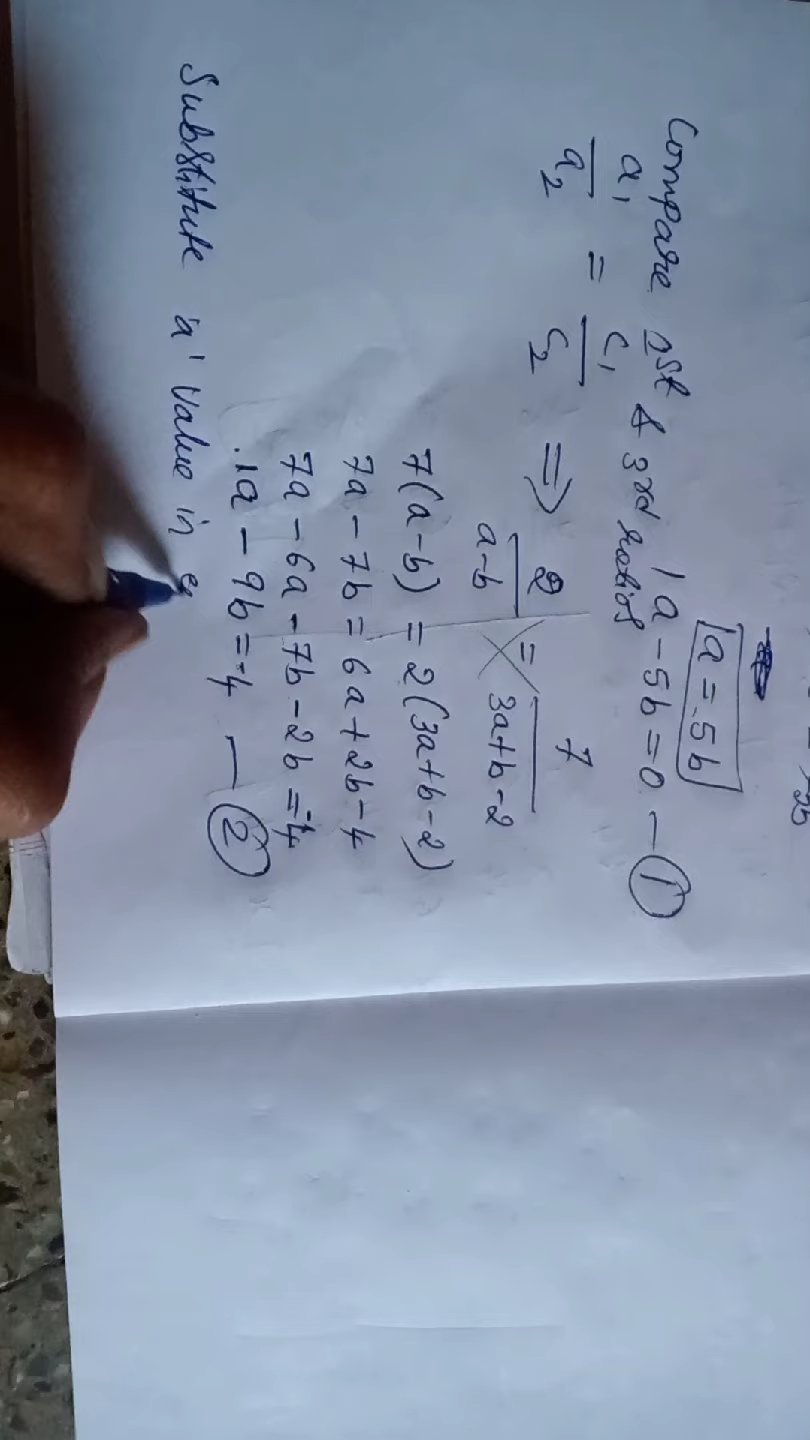 a = 5b
1a - 5b = 0 — ①
Compare 1st & 3rd ratios
a₁/a₂ = c₁/c₂ ⇒ 2/(a-b) = 7/(3a+b-2)
7(a-b) = 2(3a+b-2)
7a - 7b = 6a + 2b - 4
7a - 6a - 7b - 2b = -4
1a - 9b = -4 — ②
Substitute 'a' value in